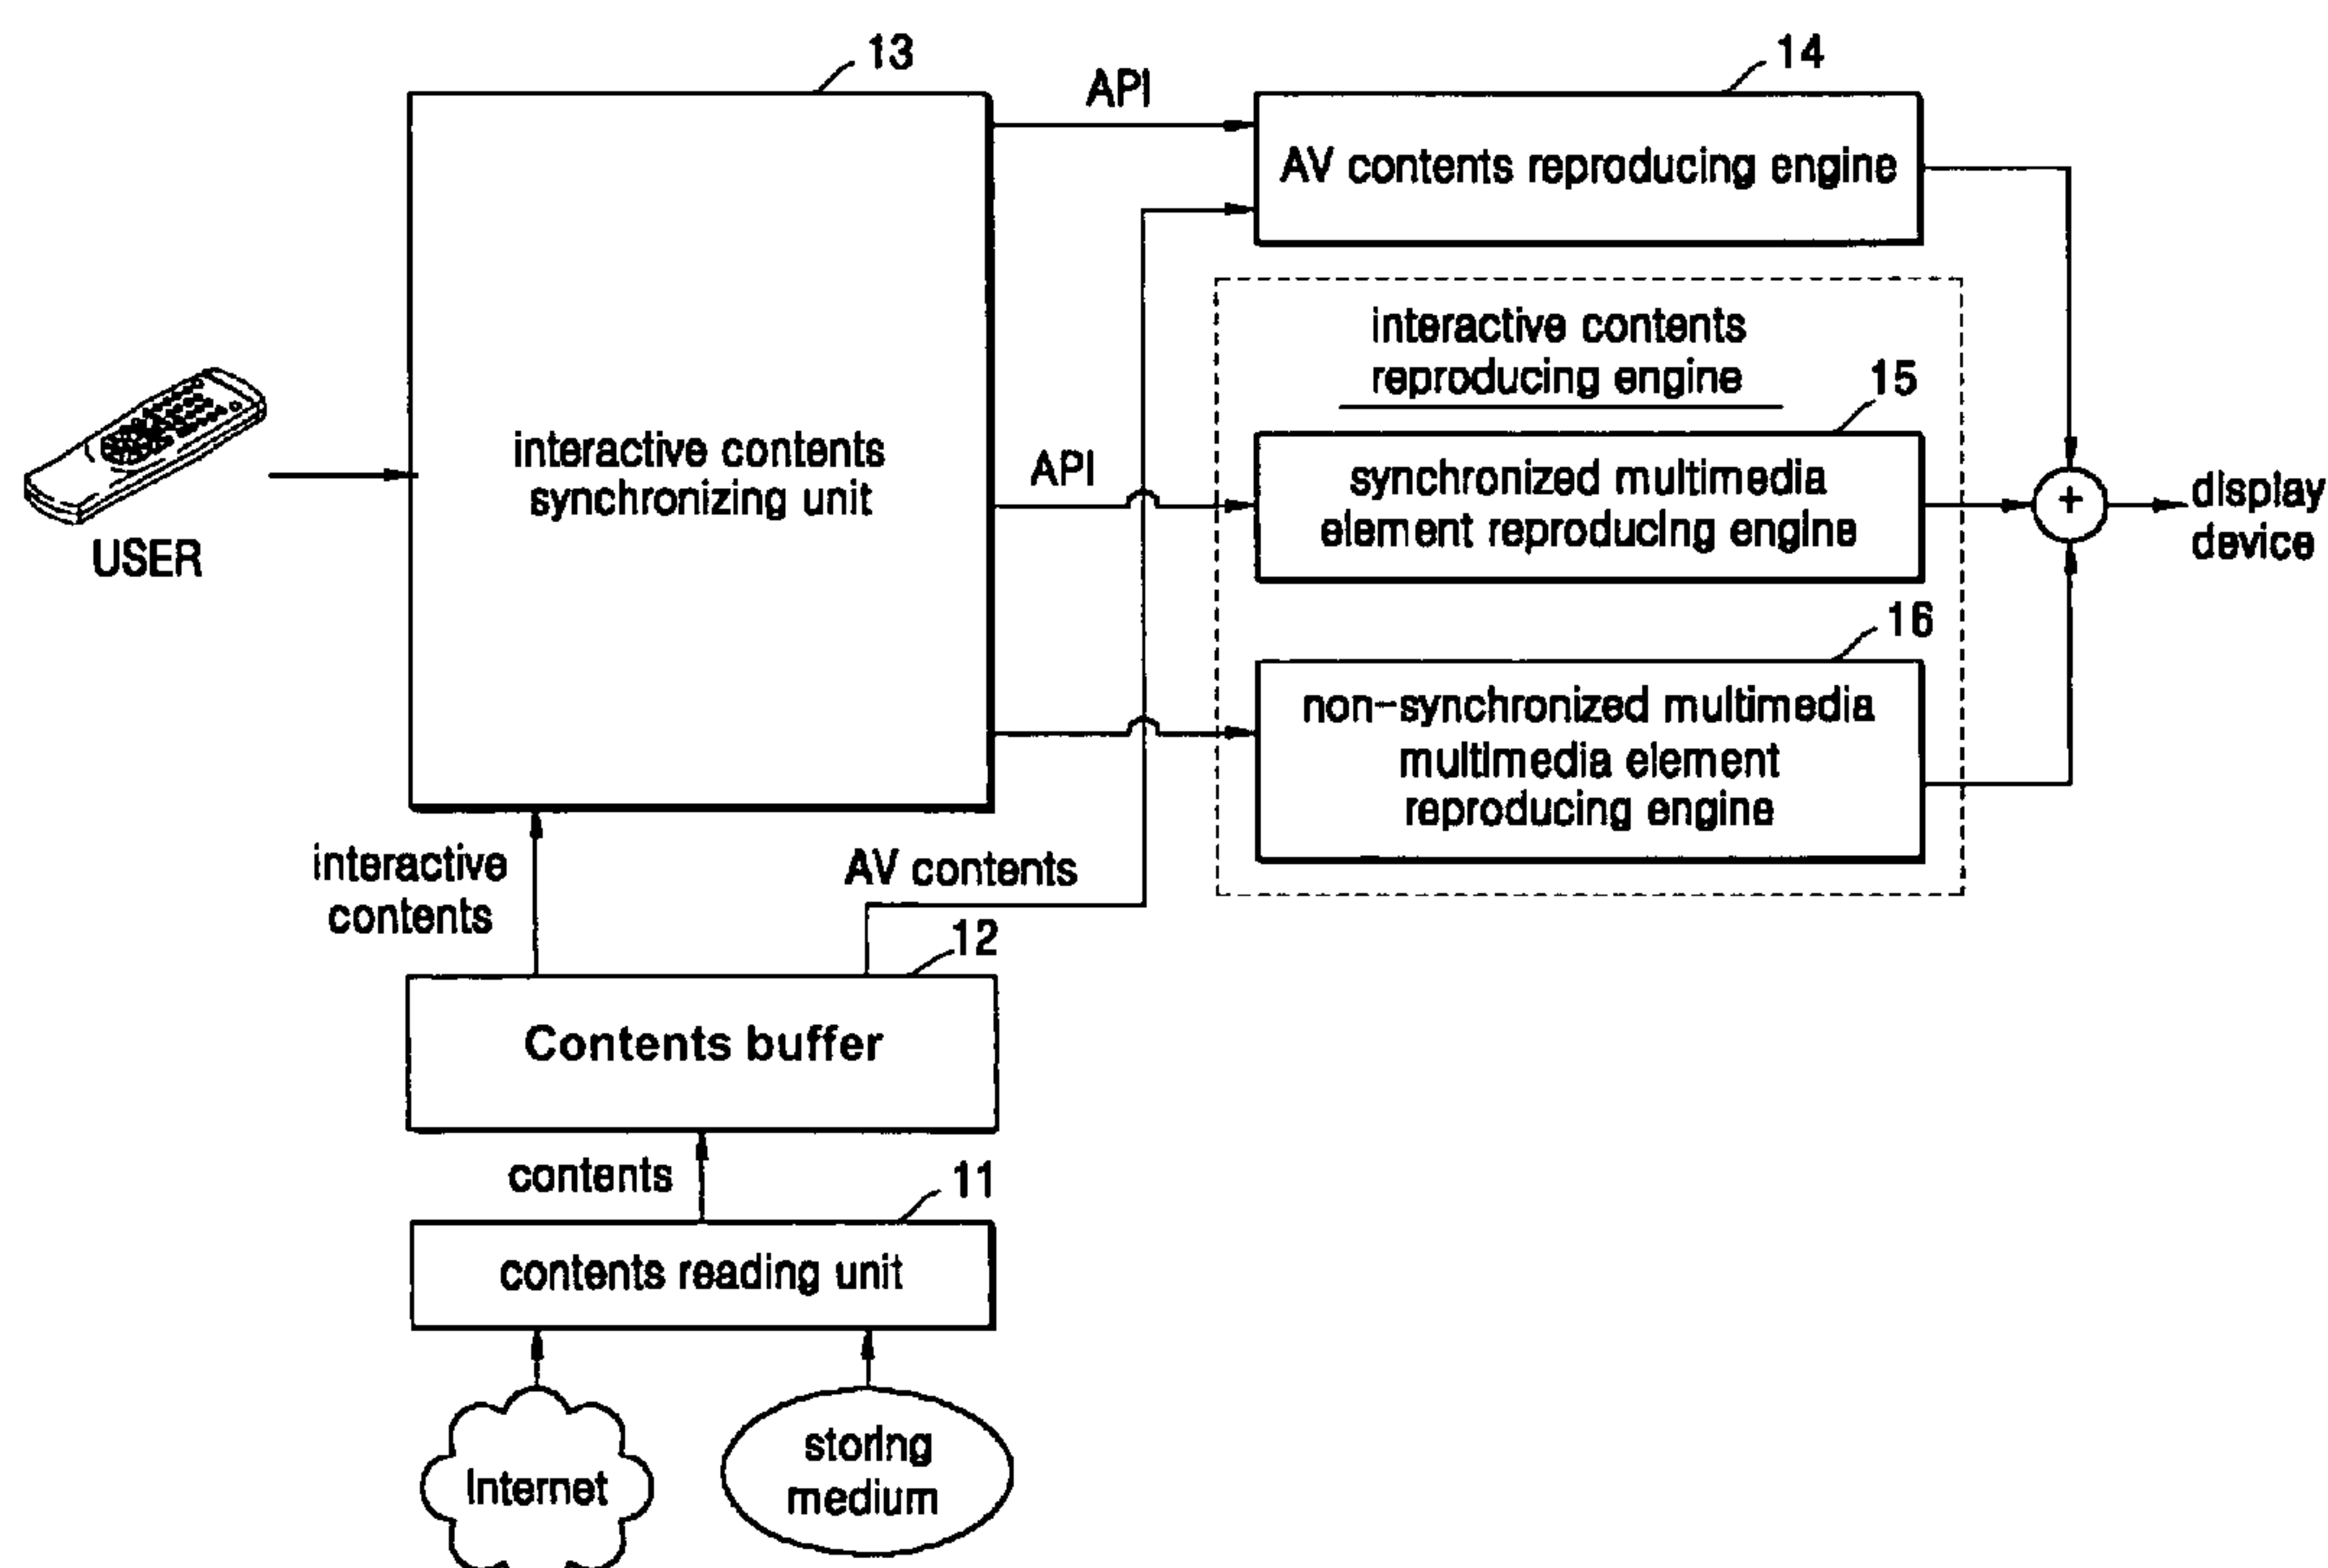 13
API
14
AV contents reproducing engine
interactive contents
reproducing engine
15
USER
interactive contents
synchronizing unit
API
synchronized multimedia
element reproducing engine
+
display
device
16
non-synchronized multimedia
multimedia element
reproducing engine
interactive
contents
AV contents
12
Contents buffer
contents
11
contents reading unit
Internet
storing
medium